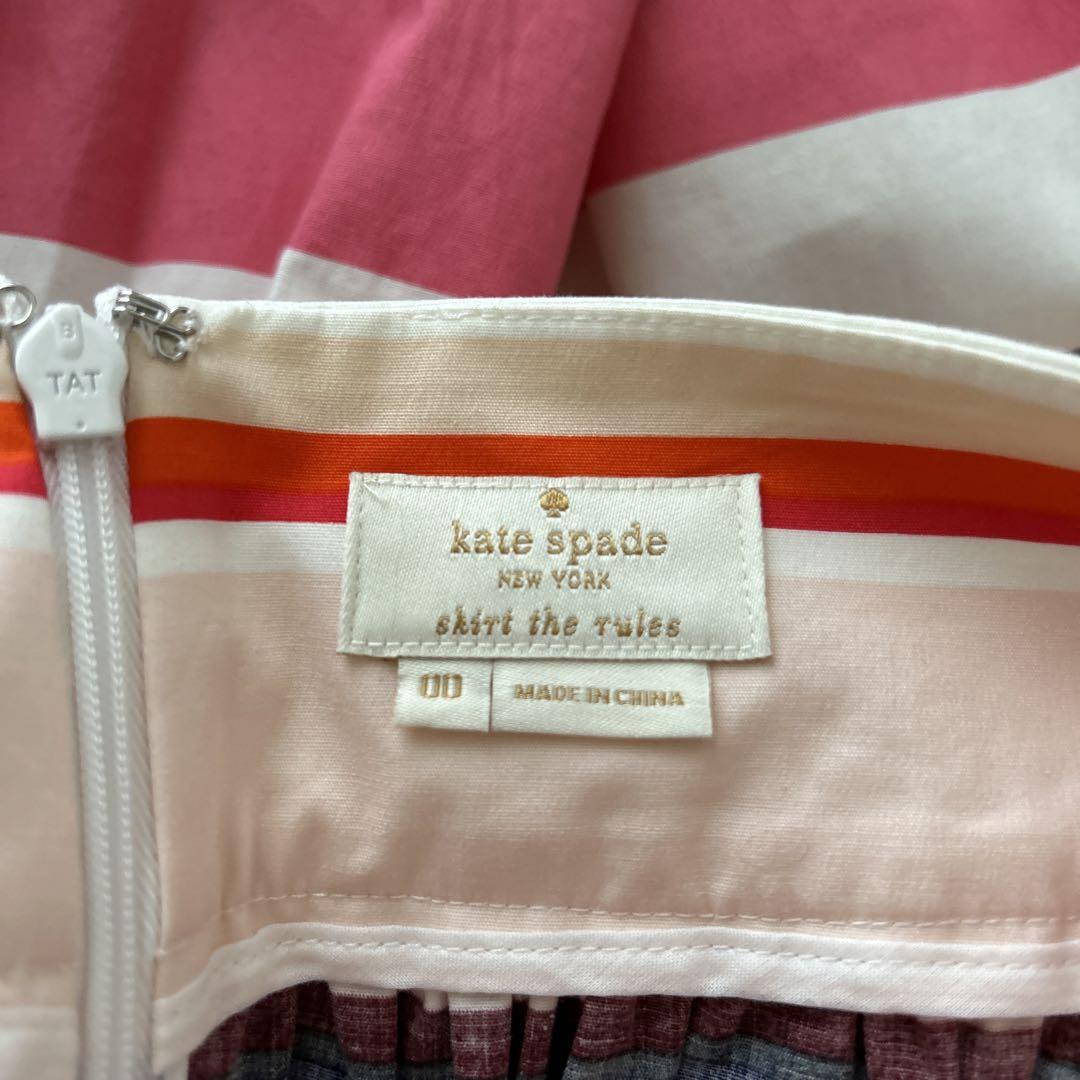 TAT
kate spade
NEW YORK
skirt the rules
00
MADE IN CHINA